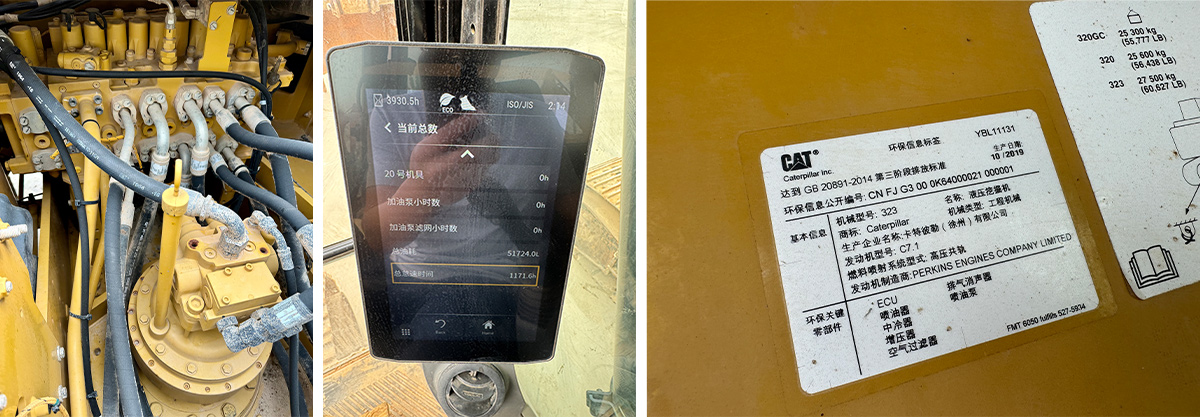 3930.5h
ECO
ISO/JIS
2:14
当前总数
20 号机具
0h
加油泵小时数
0h
加油泵滤网小时数
0h
总油耗
51724.0L
总怠速时间
1171.6h
Back
Home
CAT
Caterpillar Inc.
环保信息标签
YBL11131
生产日期:
10 /2019
达到 GB 20891-2014 第三阶段排放标准
环保信息公开编号: CN FJ G3 00 0K64000021 000001
基本信息
机械型号: 323
名称: 液压挖掘机
商标: Caterpillar
机械类型: 工程机械
生产企业名称:卡特彼勒 ( 徐州 ) 有限公司
发动机型号: C7.1
燃料喷射系统型式: 高压共轨
发动机制造商: PERKINS ENGINES COMPANY LIMITED
环保关键
零部件
ECU
排气消声器
喷油器
喷油泵
中冷器
增压器
空气过滤器
320GC
25 300 kg
(55,777 LB)
320
25 600 kg
(56,438 LB)
323
27 500 kg
(60,627 LB)